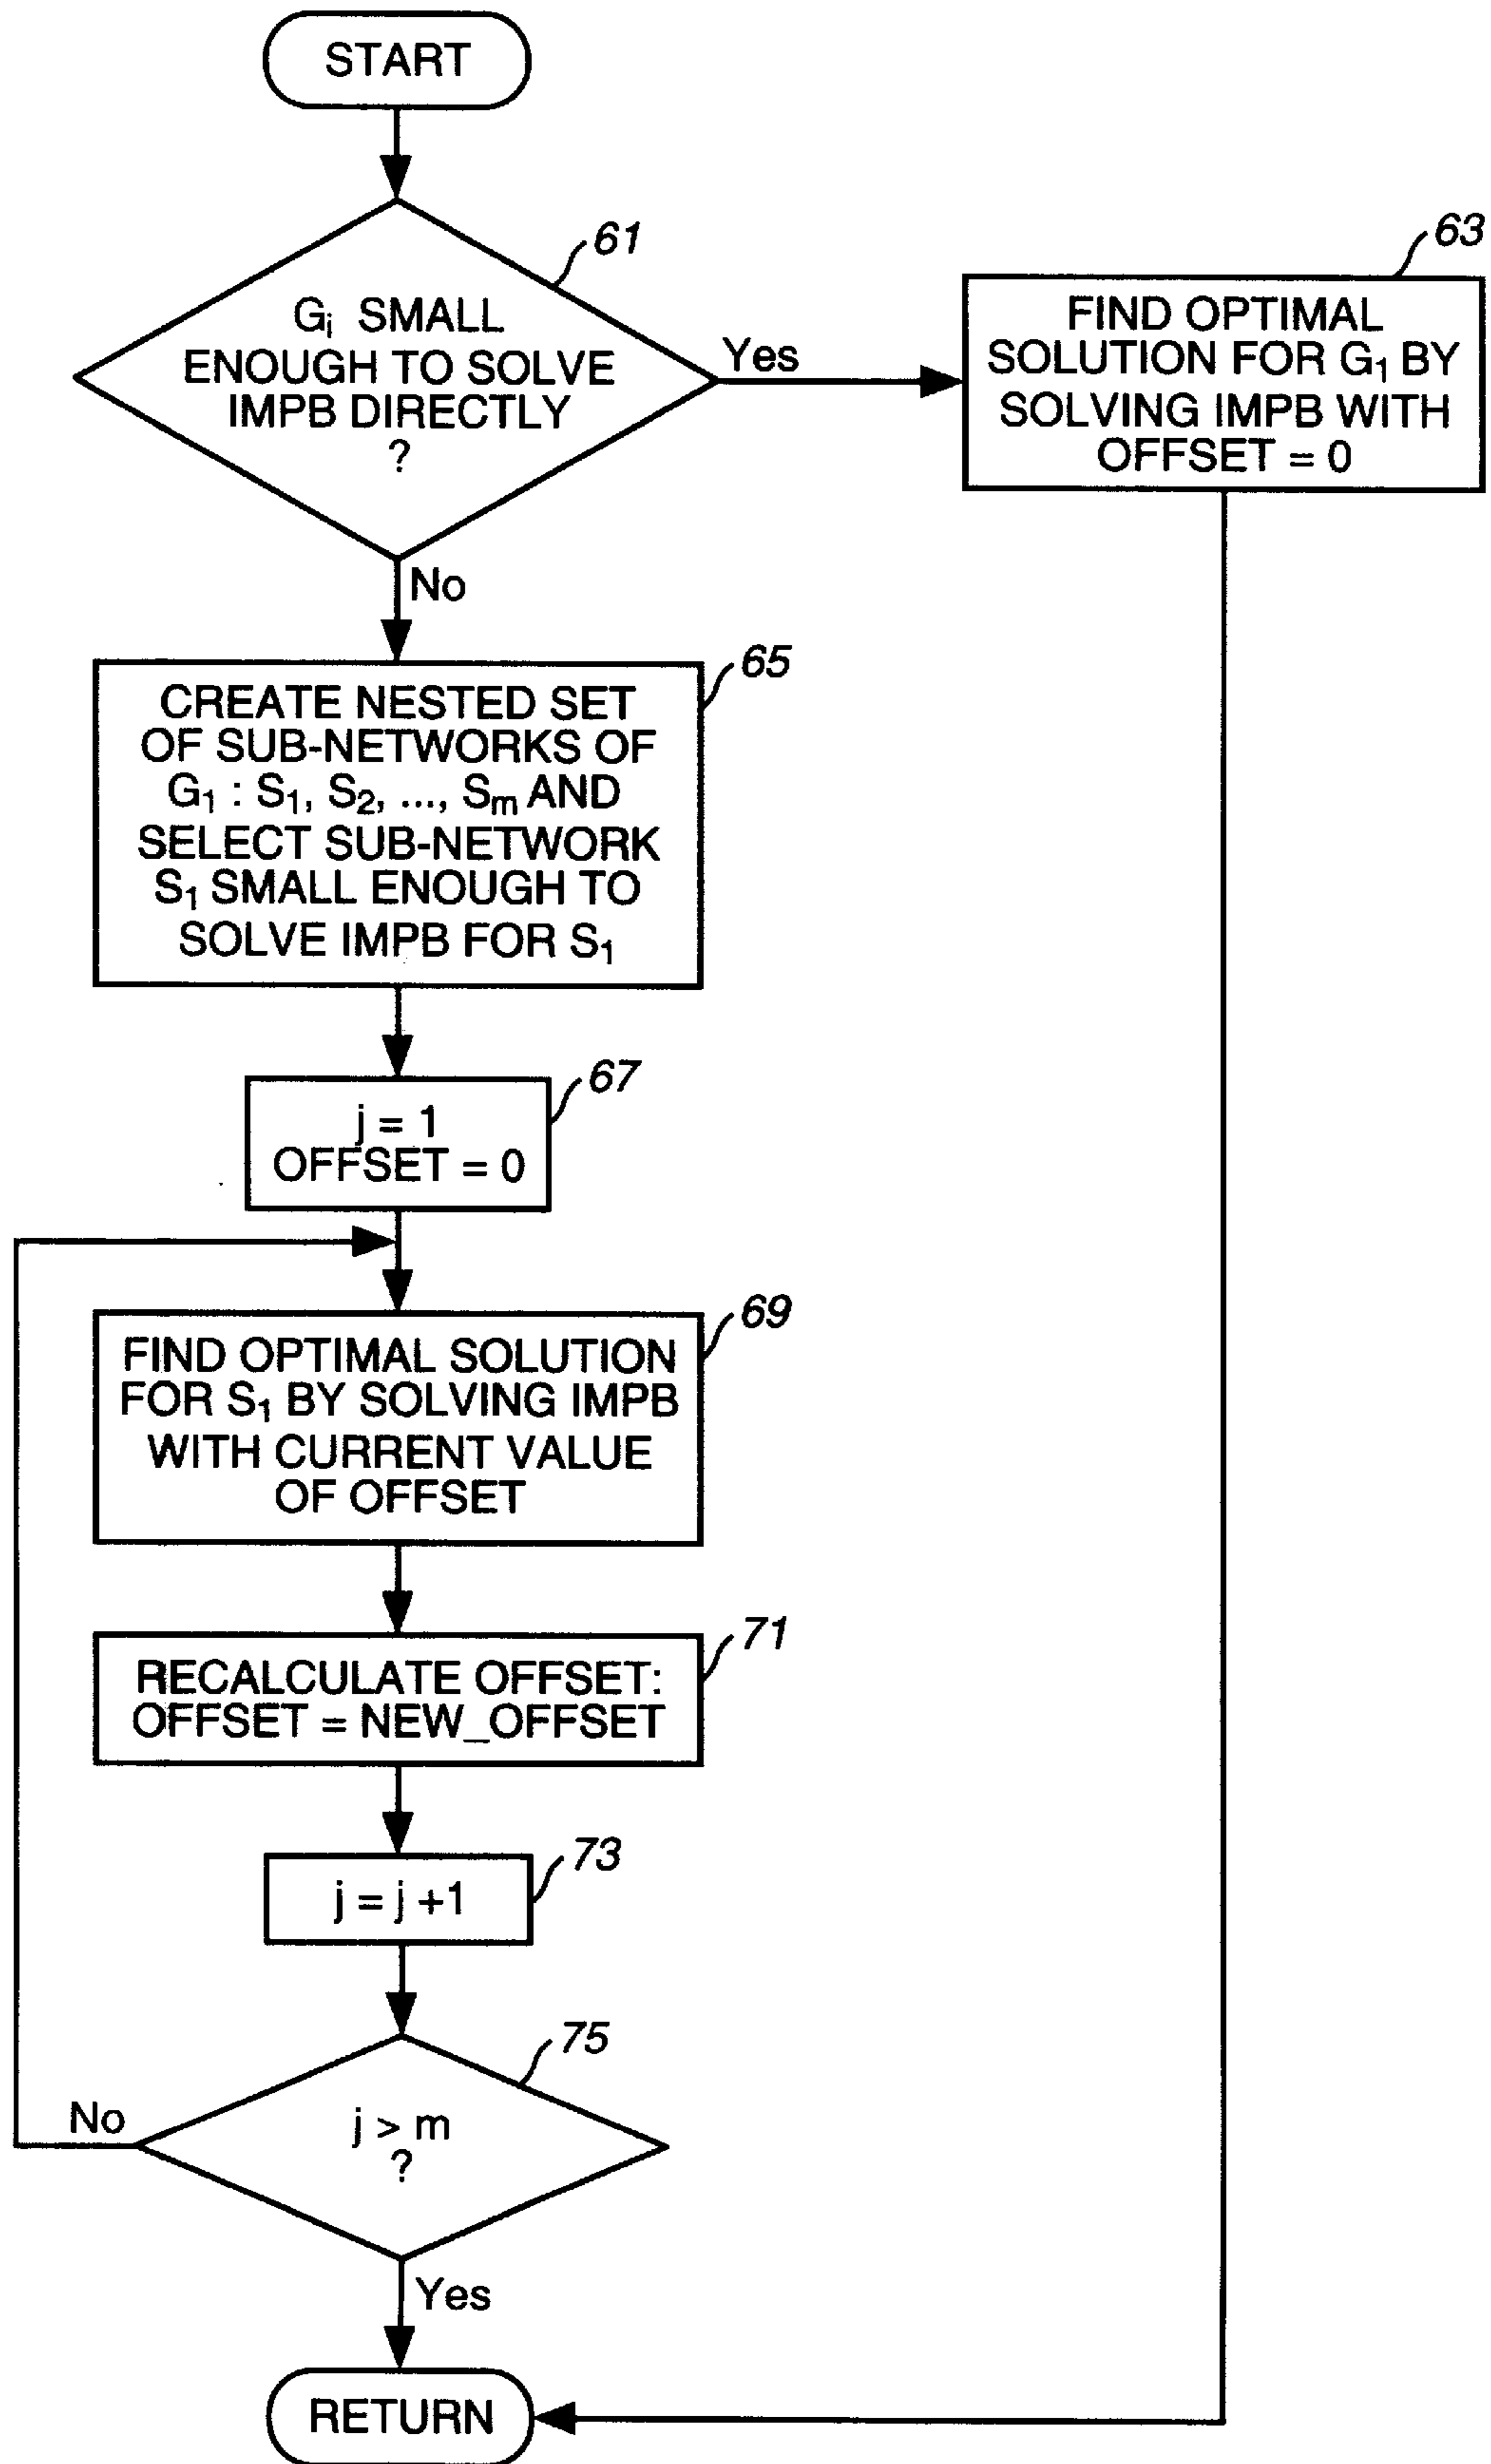 START
61
Gi SMALL
ENOUGH TO SOLVE
IMPB DIRECTLY
?
Yes
63
FIND OPTIMAL
SOLUTION FOR G1 BY
SOLVING IMPB WITH
OFFSET = 0
No
65
CREATE NESTED SET
OF SUB-NETWORKS OF
G1 : S1, S2, ..., Sm AND
SELECT SUB-NETWORK
S1 SMALL ENOUGH TO
SOLVE IMPB FOR S1
67
j = 1
OFFSET = 0
69
FIND OPTIMAL SOLUTION
FOR S1 BY SOLVING IMPB
WITH CURRENT VALUE
OF OFFSET
71
RECALCULATE OFFSET:
OFFSET = NEW_OFFSET
73
j = j +1
75
j > m
?
No
Yes
RETURN